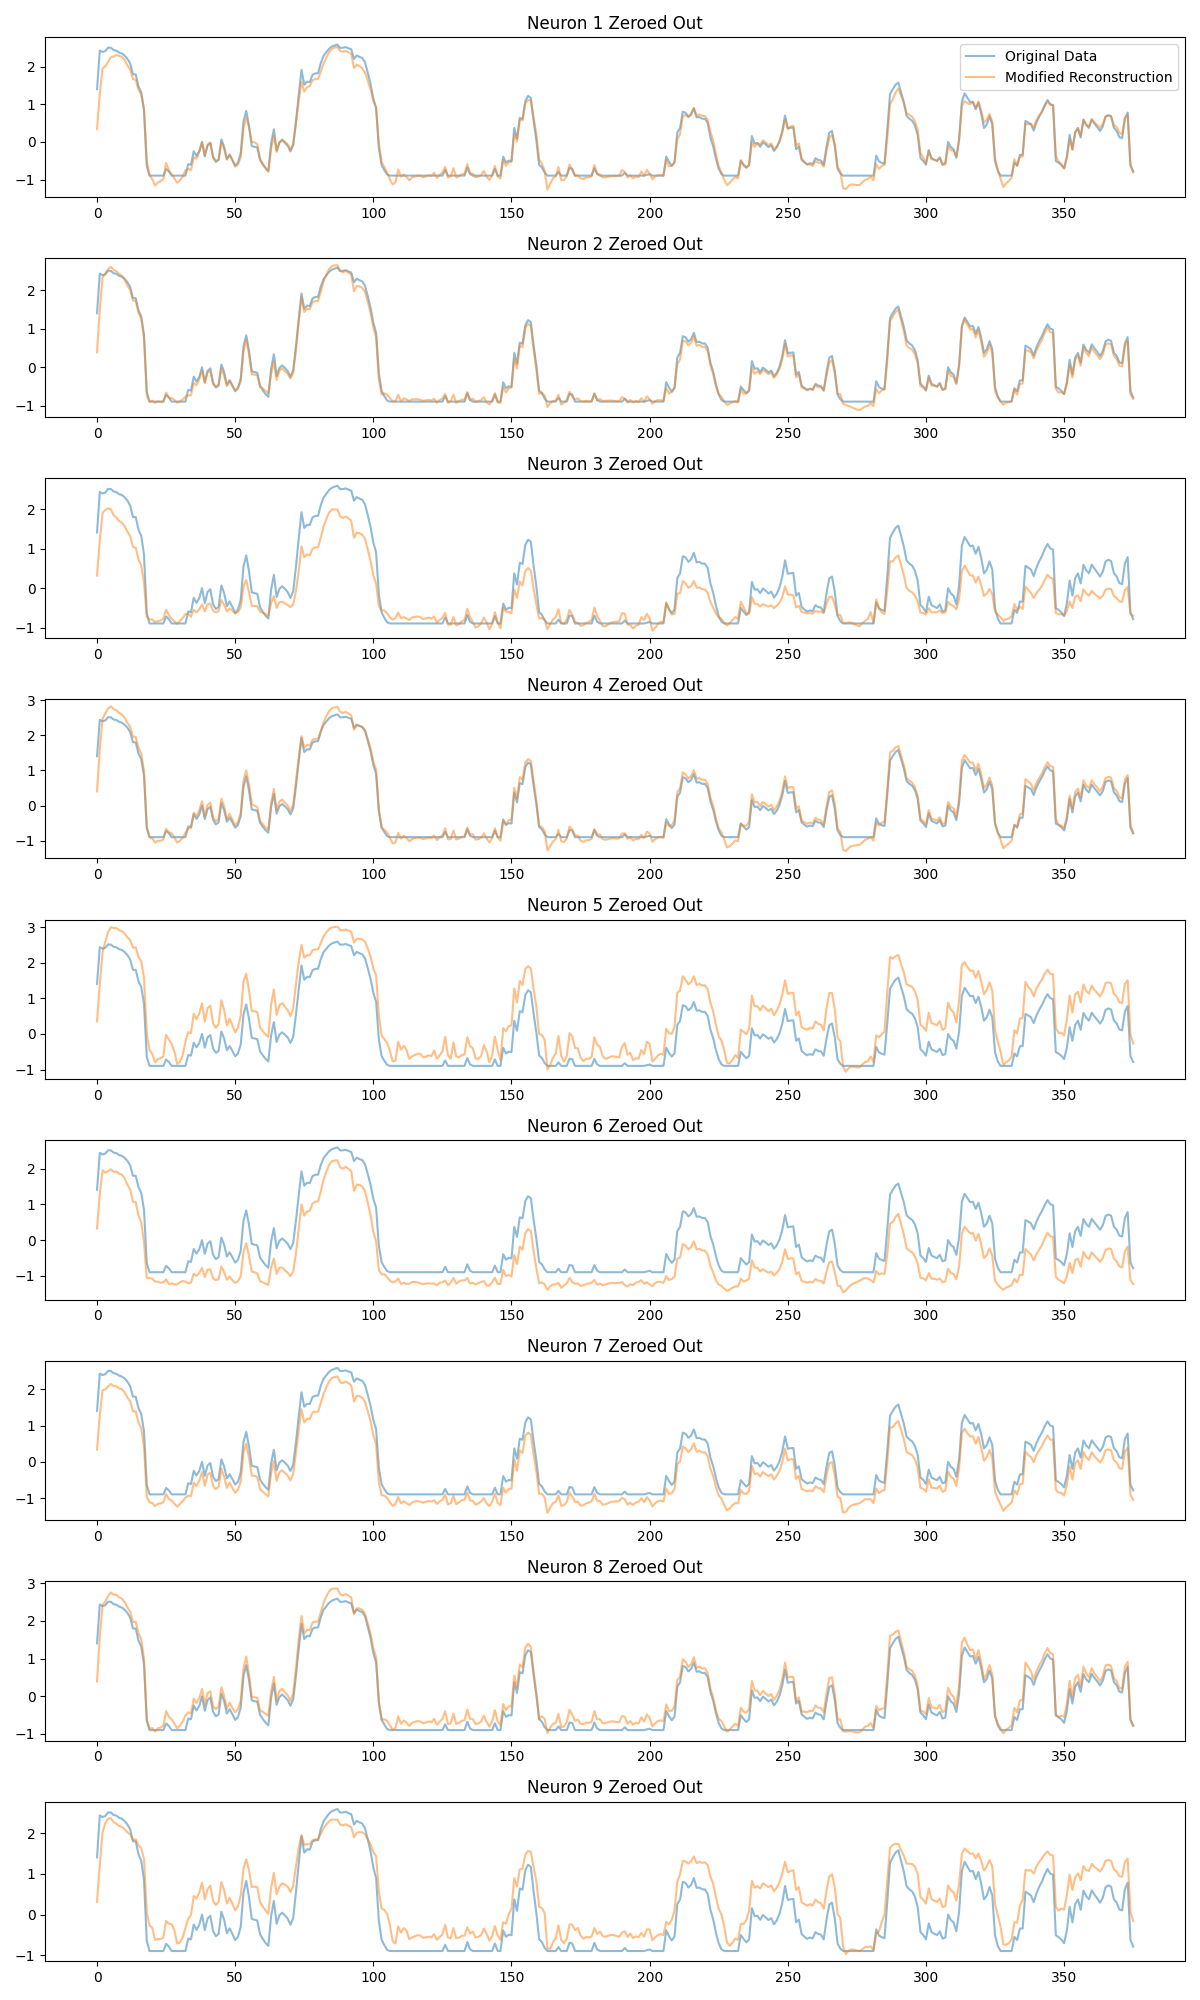 Neuron 1 Zeroed Out
Original Data
Modified Reconstruction
2
1
0
−1
0 50 100 150 200 250 300 350
Neuron 2 Zeroed Out
2
1
0
−1
0 50 100 150 200 250 300 350
Neuron 3 Zeroed Out
2
1
0
−1
0 50 100 150 200 250 300 350
Neuron 4 Zeroed Out
3
2
1
0
−1
0 50 100 150 200 250 300 350
Neuron 5 Zeroed Out
3
2
1
0
−1
0 50 100 150 200 250 300 350
Neuron 6 Zeroed Out
2
1
0
−1
0 50 100 150 200 250 300 350
Neuron 7 Zeroed Out
2
1
0
−1
0 50 100 150 200 250 300 350
Neuron 8 Zeroed Out
3
2
1
0
−1
0 50 100 150 200 250 300 350
Neuron 9 Zeroed Out
2
1
0
−1
0 50 100 150 200 250 300 350